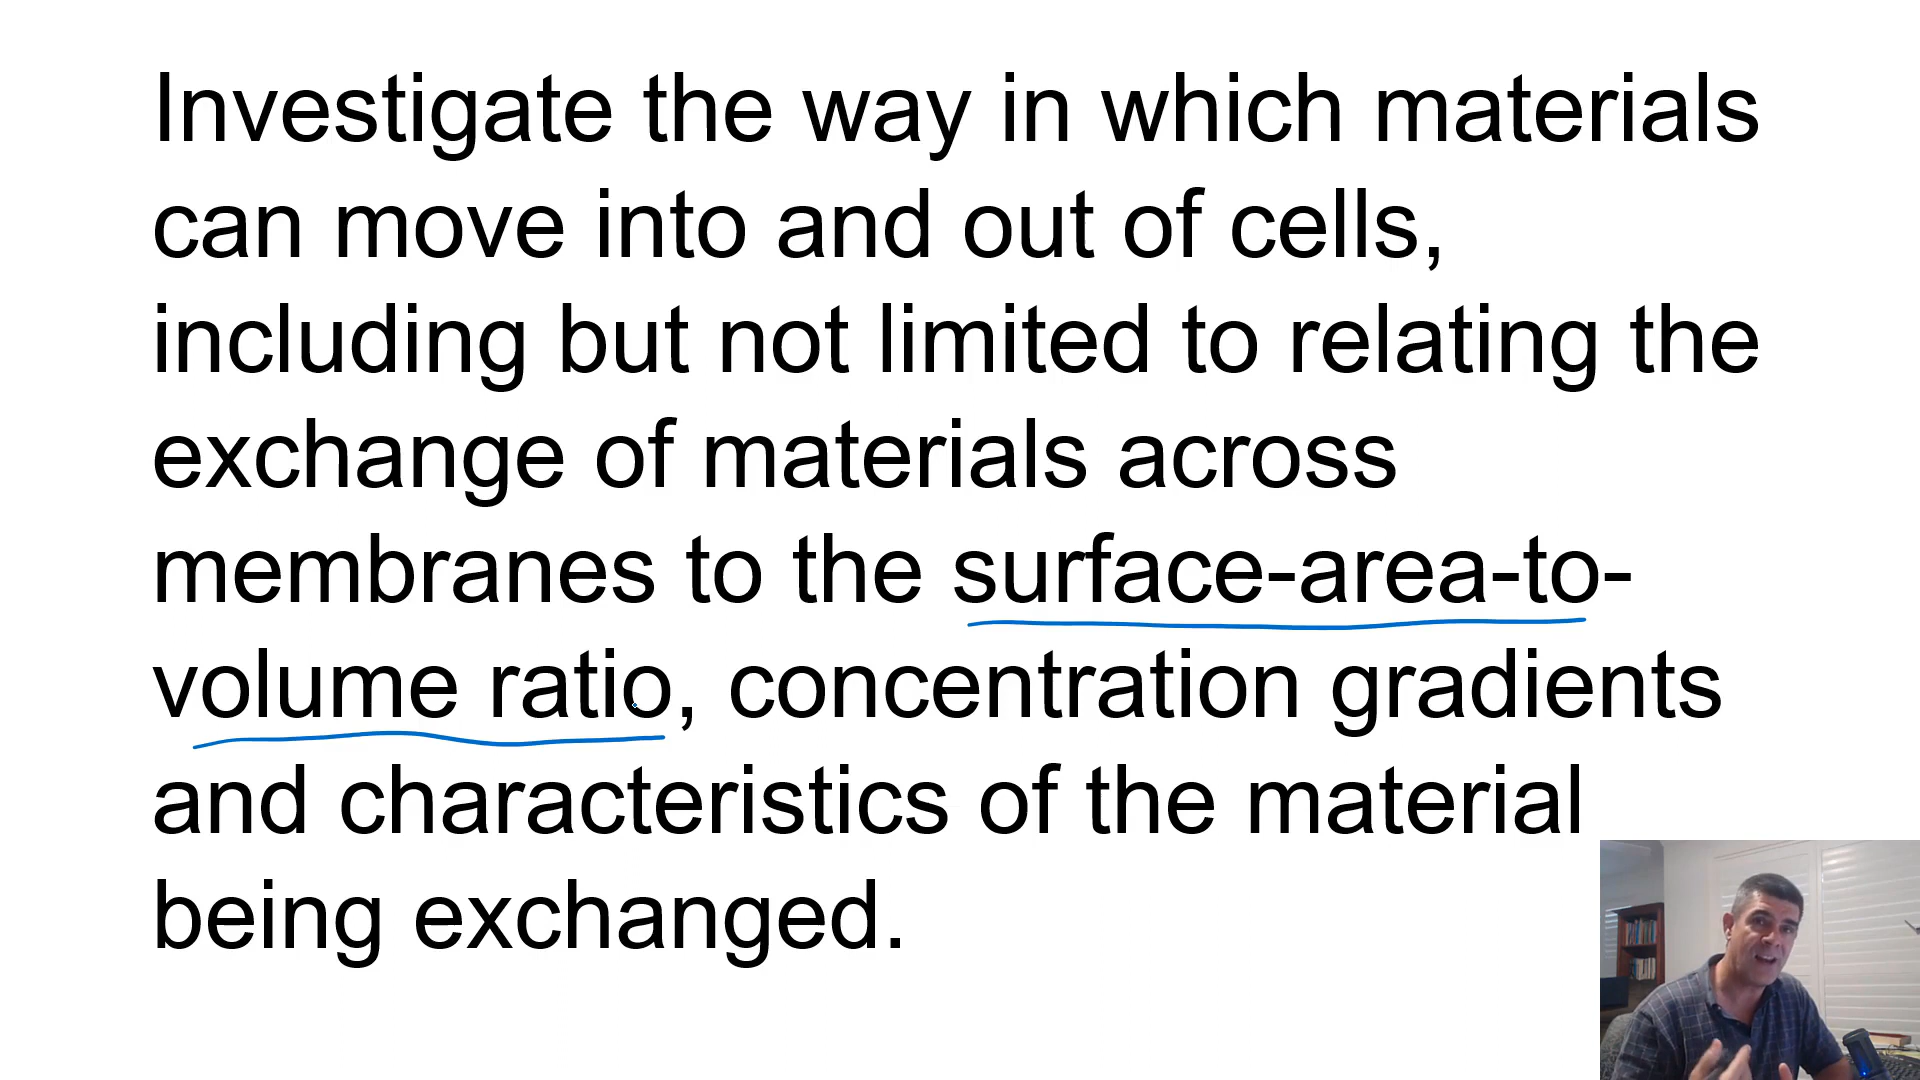 Investigate the way in which materials
can move into and out of cells,
including but not limited to relating the
exchange of materials across
membranes to the surface-area-to-
volume ratio, concentration gradients
and characteristics of the material
being exchanged.